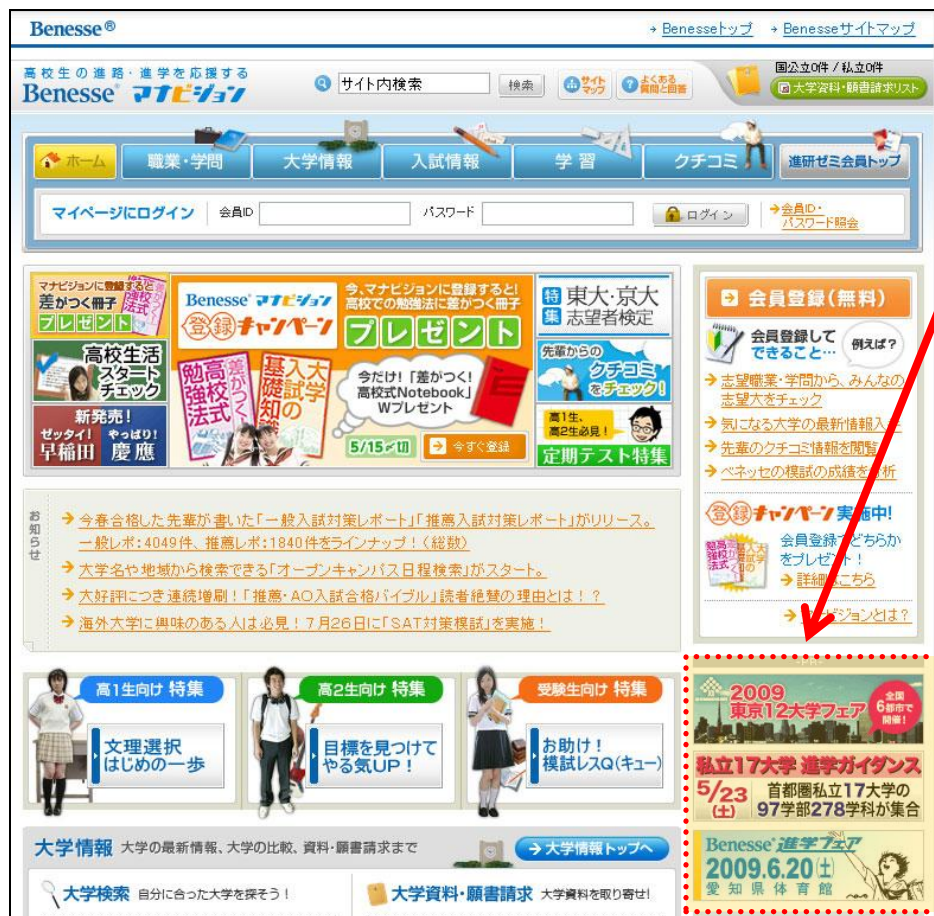 Benesse®
Benesseトップ
Benesseサイトマップ
高校生の進路・進学を応援する
Benesse® マナビジョン
サイト内検索
検索
サイトマップ
よくある質問と回答
国公立0件/私立0件
大学資料・願書請求リスト
ホーム
職業・学問
大学情報
入試情報
学習
クチコミ
進研ゼミ会員トップ
マイページにログイン
会員ID
パスワード
ログイン
会員ID・
パスワード照会
マナビジョンに登録すると
差がつく冊子
プレゼント
高校生活
スタート
チェック
新発売!
ゼッタイ! やっぱり!
早稲田 慶應
Benesse® マナビジョン
登録キャンペーン
今、マナビジョンに登録すると!
高校での勉強法に差がつく冊子
プレゼント
差がつく!
高校式
勉強法
大学入試の
基礎知識
今だけ!「差がつく!
高校式Notebook」
Wプレゼント
5/15〆切
今すぐ登録
特集
東大・京大
志望者検定
先輩からの
クチコミ
をチェック!
高1生、
高2生必見!
定期テスト特集
会員登録(無料)
会員登録して
できること…
例えば?
志望職業・学問から、みんなの
志望大をチェック
気になる大学の最新情報入手
先輩のクチコミ情報を閲覧
ベネッセの模試の成績を分析
登録キャンペーン実施中!
会員登録でどちらか
をプレゼント!
詳細はこちら
マナビジョンとは?
お知らせ
今春合格した先輩が書いた「一般入試対策レポート」「推薦入試対策レポート」がリリース。
一般レポ:4049件、推薦レポ:1840件をラインナップ!(総数)
大学名や地域から検索できる「オープンキャンパス日程検索」がスタート。
大好評につき連続増刷!「推薦・AO入試合格バイブル」読者絶賛の理由とは!?
海外大学に興味のある人は必見!7月26日に「SAT対策模試」を実施!
高1生向け 特集
文理選択
はじめの一歩
高2生向け 特集
目標を見つけて
やる気UP!
受験生向け 特集
お助け!
模試レスQ(キュー)
-PR-
2009
東京12大学フェア
全国
6都市で
開催!
私立17大学 進学ガイダンス
5/23
(土)
首都圏私立17大学の
97学部278学科が集合
Benesse® 進学フェア
2009.6.20(土)
愛知県体育館
大学情報 大学の最新情報、大学の比較、資料・願書請求まで
大学情報トップへ
大学検索 自分に合った大学を探そう!
大学資料・願書請求 大学資料を取り寄せ!